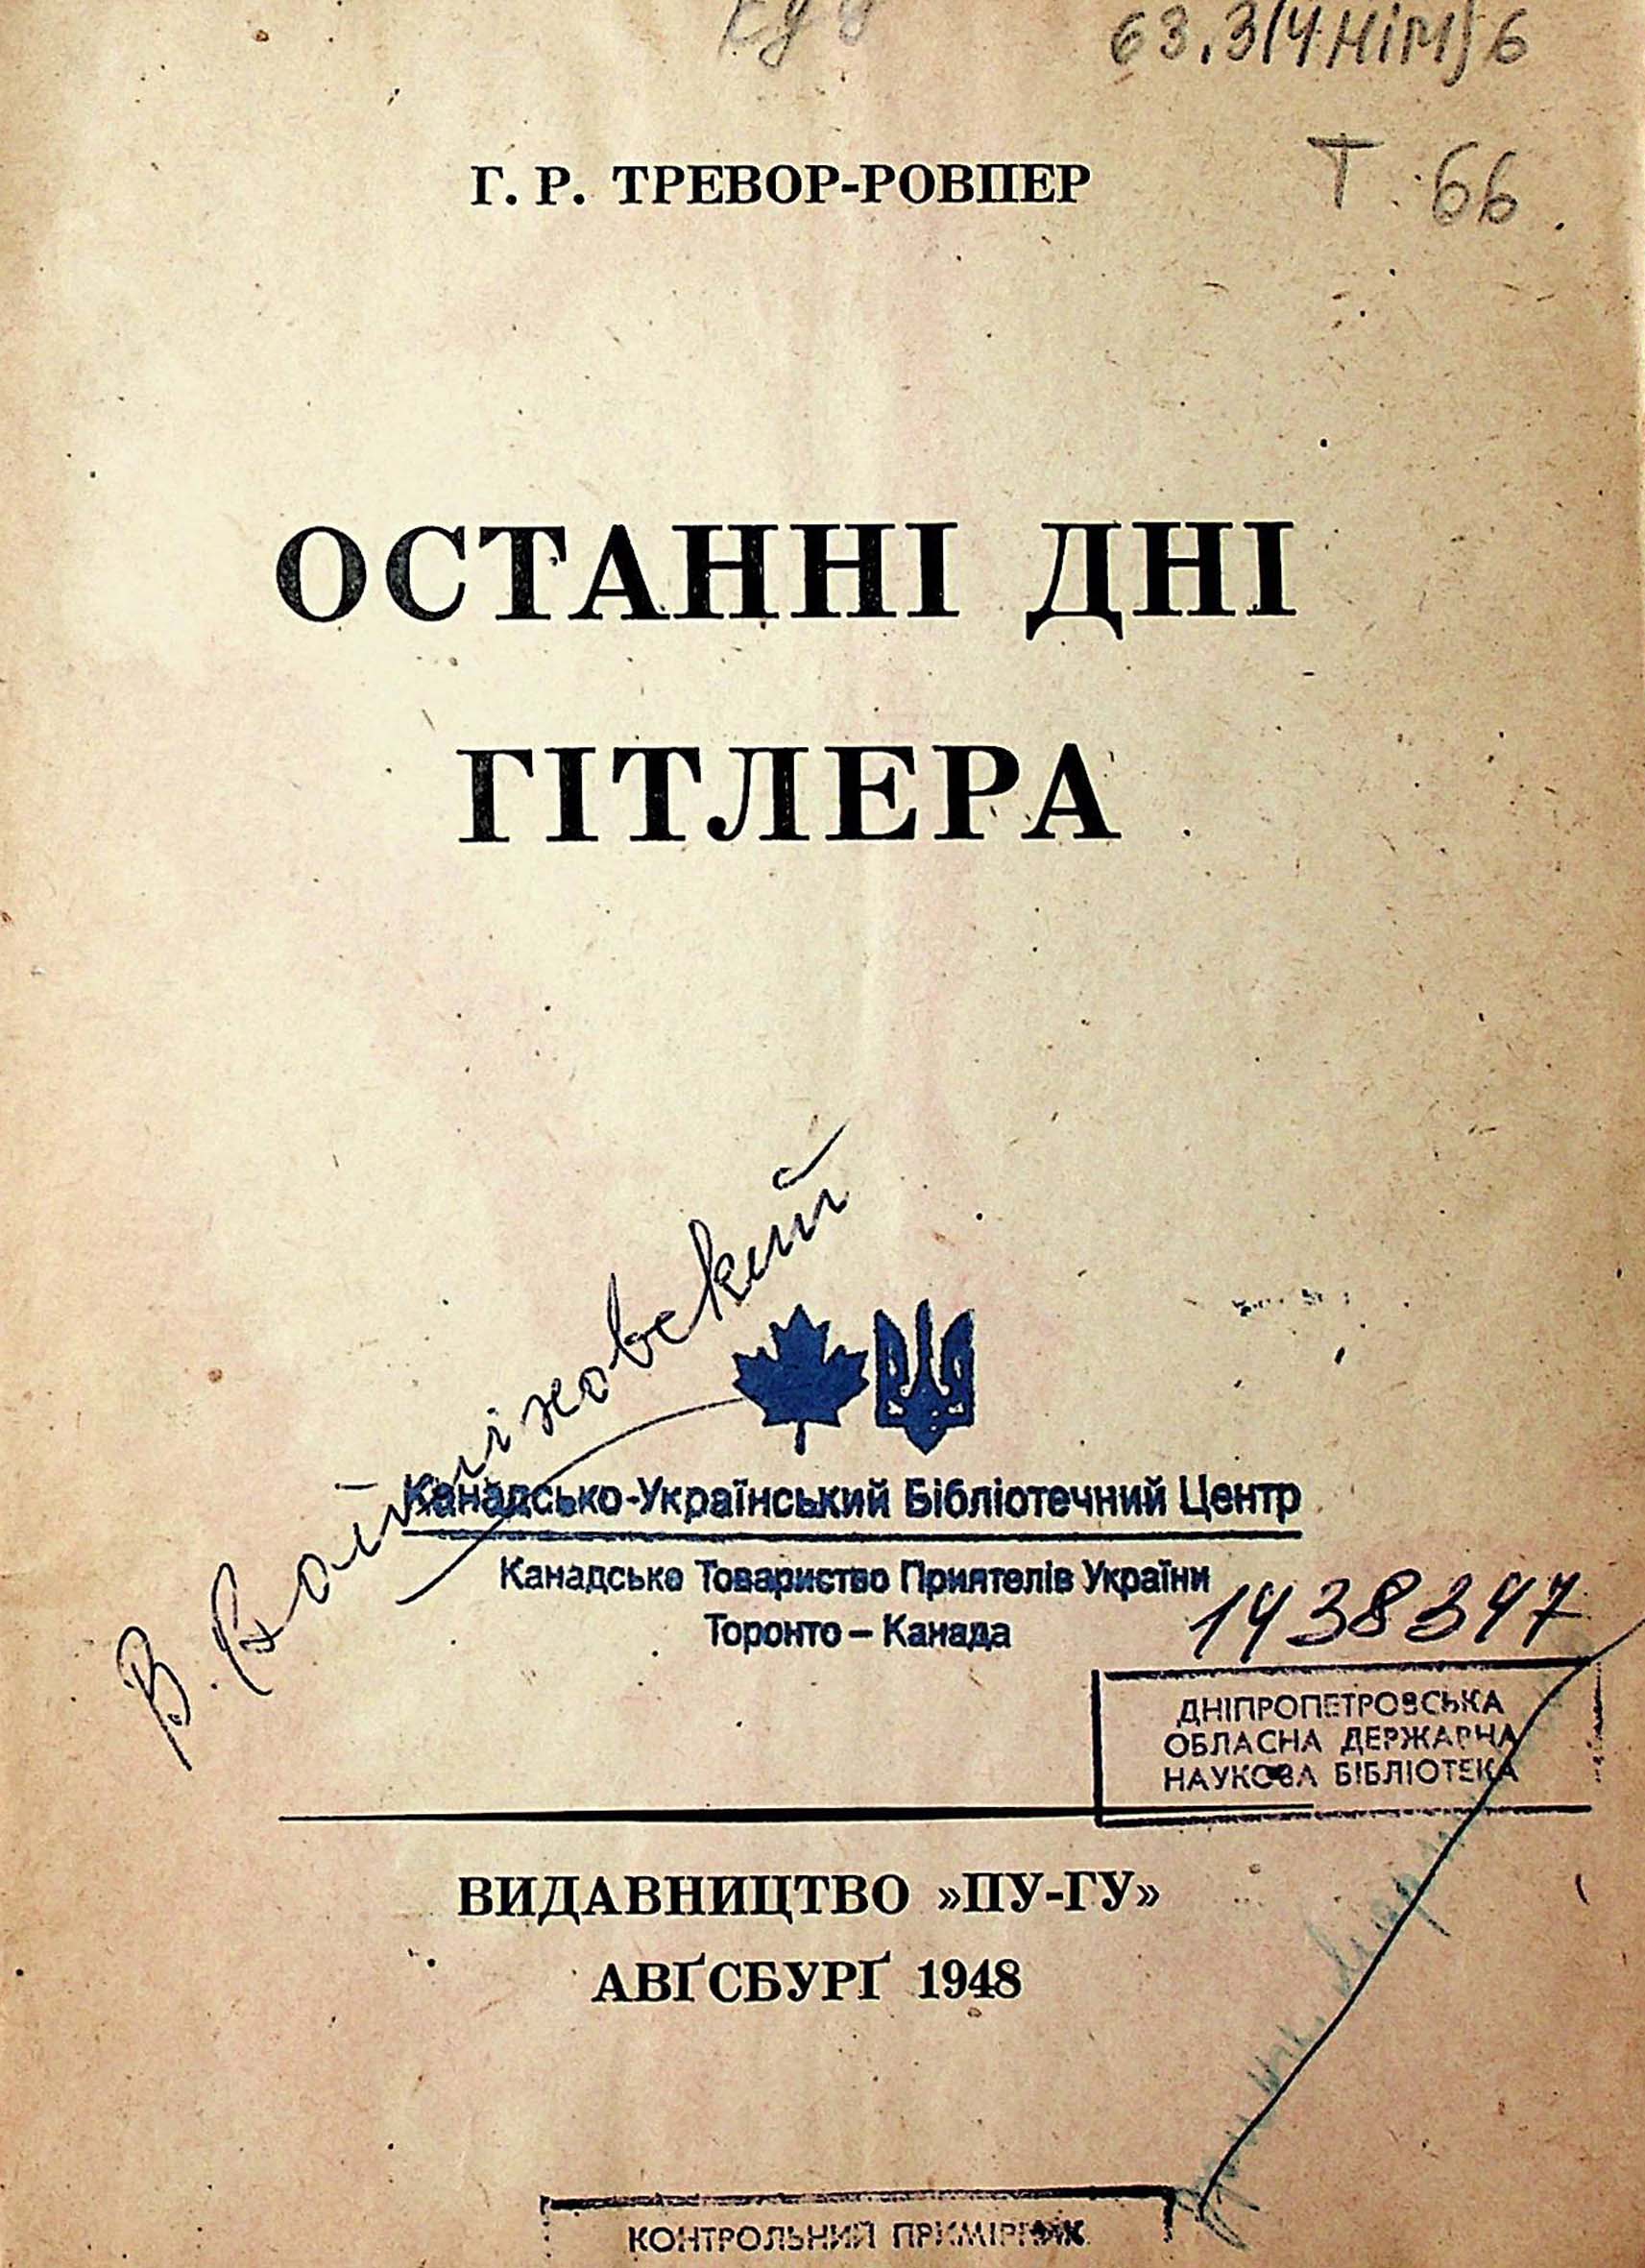 63.3(4НІМ)6
Т 66
Г. Р. ТРЕВОР-РОВПЕР
ОСТАННІ ДНІ
ГІТЛЕРА
В.
Канадсько-Український Бібліотечний Центр
Канадське Товариство Приятелів України
Торонто – Канада
1438347
ДНІПРОПЕТРОВСЬКА
ОБЛАСНА ДЕРЖАВНА
НАУКОВА БІБЛІОТЕКА
ВИДАВНИЦТВО »ПУ-ГУ»
АВҐСБУРҐ 1948
КОНТРОЛЬНИЙ ПРИМІРНИК